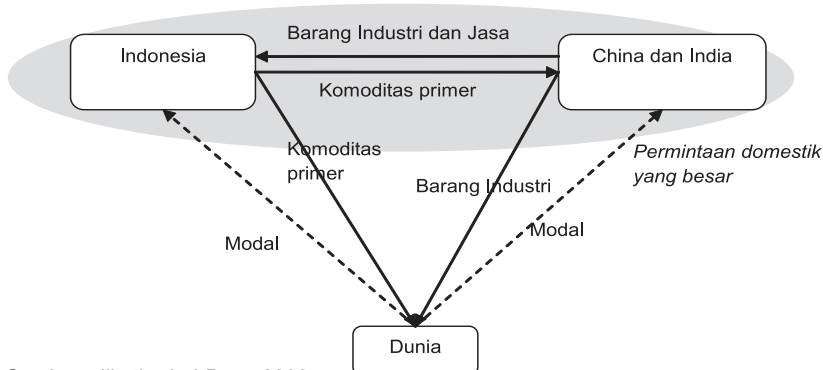 Barang Industri dan Jasa
Indonesia
China dan India
Komoditas primer
Komoditas
primer
Permintaan domestik
yang besar
Barang Industri
Modal
Modal
Dunia